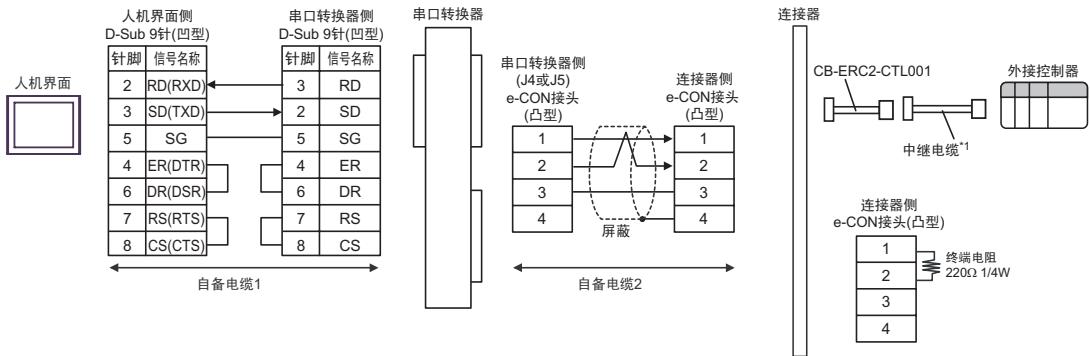 人机界面
人机界面侧
D-Sub 9针(凹型)
针脚 信号名称
2 RD(RXD)
3 SD(TXD)
5 SG
4 ER(DTR)
6 DR(DSR)
7 RS(RTS)
8 CS(CTS)
串口转换器侧
D-Sub 9针(凹型)
针脚 信号名称
3 RD
2 SD
5 SG
4 ER
6 DR
7 RS
8 CS
自备电缆1
串口转换器
串口转换器侧
(J4或J5)
e-CON接头
(凸型)
1
2
3
4
屏蔽
连接器侧
e-CON接头
(凸型)
1
2
3
4
自备电缆2
连接器
CB-ERC2-CTL001
中继电缆*1
外接控制器
连接器侧
e-CON接头(凸型)
1
2
3
4
终端电阻
220Ω 1/4W